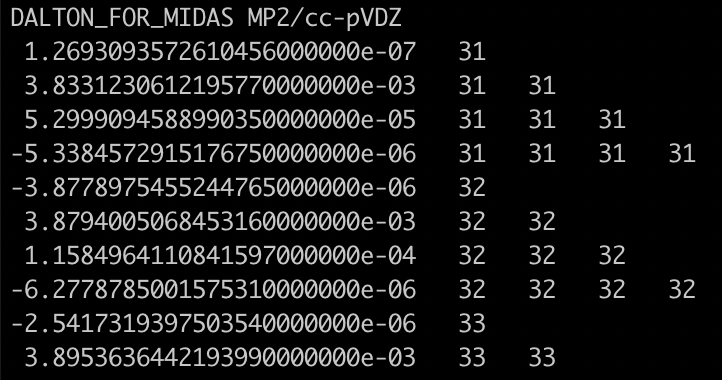 DALTON_FOR_MIDAS MP2/cc-pVDZ
1.2693093572610456000000e-07 31
3.8331230612195770000000e-03 31 31
5.2999094588990350000000e-05 31 31 31
-5.3384572915176750000000e-06 31 31 31 31
-3.8778975455244765000000e-06 32
3.8794005068453160000000e-03 32 32
1.1584964110841597000000e-04 32 32 32
-6.2778785001575310000000e-06 32 32 32 32
-2.5417319397503540000000e-06 33
3.8953636442193990000000e-03 33 33